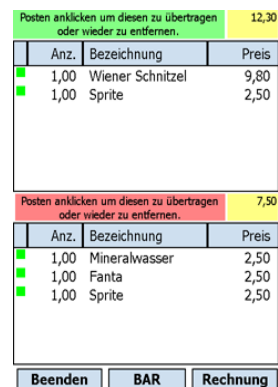 Posten anklicken um diesen zu übertragen 12,30
oder wieder zu entfernen.
Anz. Bezeichnung Preis
1,00 Wiener Schnitzel 9,80
1,00 Sprite 2,50
Posten anklicken um diesen zu übertragen 7,50
oder wieder zu entfernen.
Anz. Bezeichnung Preis
1,00 Mineralwasser 2,50
1,00 Fanta 2,50
1,00 Sprite 2,50
Beenden BAR Rechnung